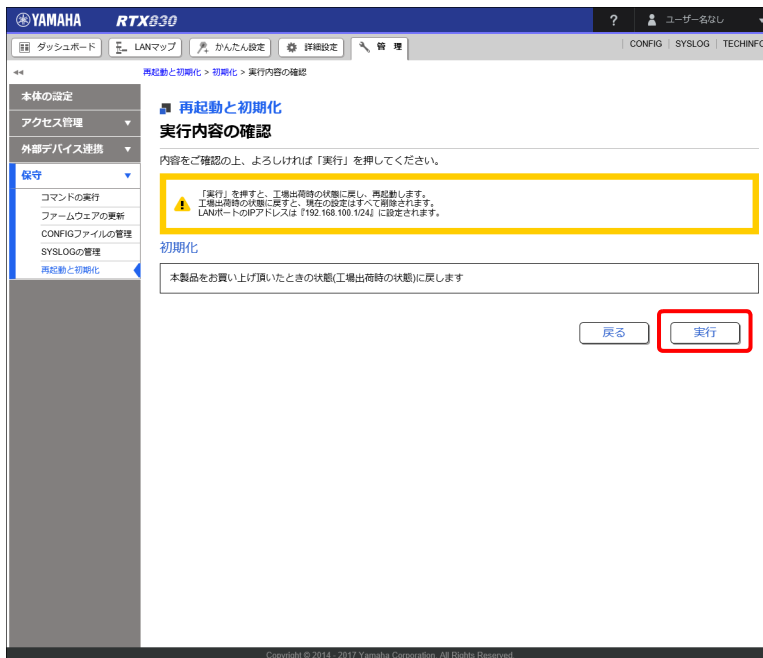 YAMAHA RTX830 ? ユーザー名なし
ダッシュボード LANマップ かんたん設定 詳細設定 管 理 CONFIG SYSLOG TECHINFO
再起動と初期化 > 初期化 > 実行内容の確認
本体の設定
アクセス管理
外部デバイス連携
保守
コマンドの実行
ファームウェアの更新
CONFIGファイルの管理
SYSLOGの管理
再起動と初期化
再起動と初期化
実行内容の確認
内容をご確認の上、よろしければ「実行」を押してください。
「実行」を押すと、工場出荷時の状態に戻し、再起動します。
工場出荷時の状態に戻すと、現在の設定はすべて削除されます。
LANポートのIPアドレスは『192.168.100.1/24』に設定されます。
初期化
本製品をお買い上げ頂いたときの状態(工場出荷時の状態)に戻します
戻る 実行
Copyright © 2014 - 2017 Yamaha Corporation. All Rights Reserved.